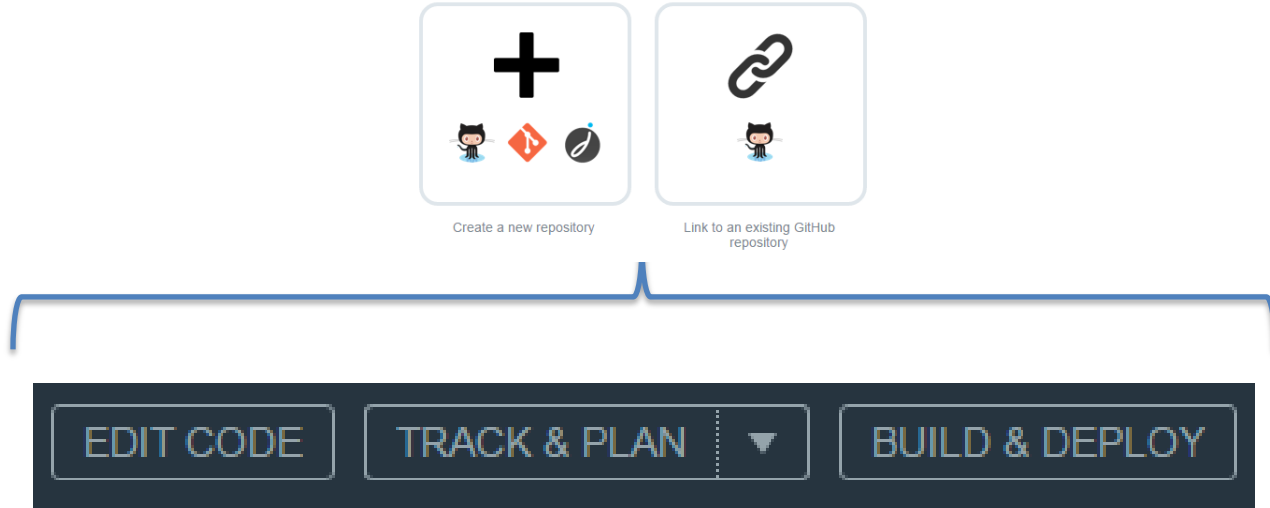 Create a new repository
Link to an existing GitHub
repository
EDIT CODE
TRACK & PLAN
BUILD & DEPLOY